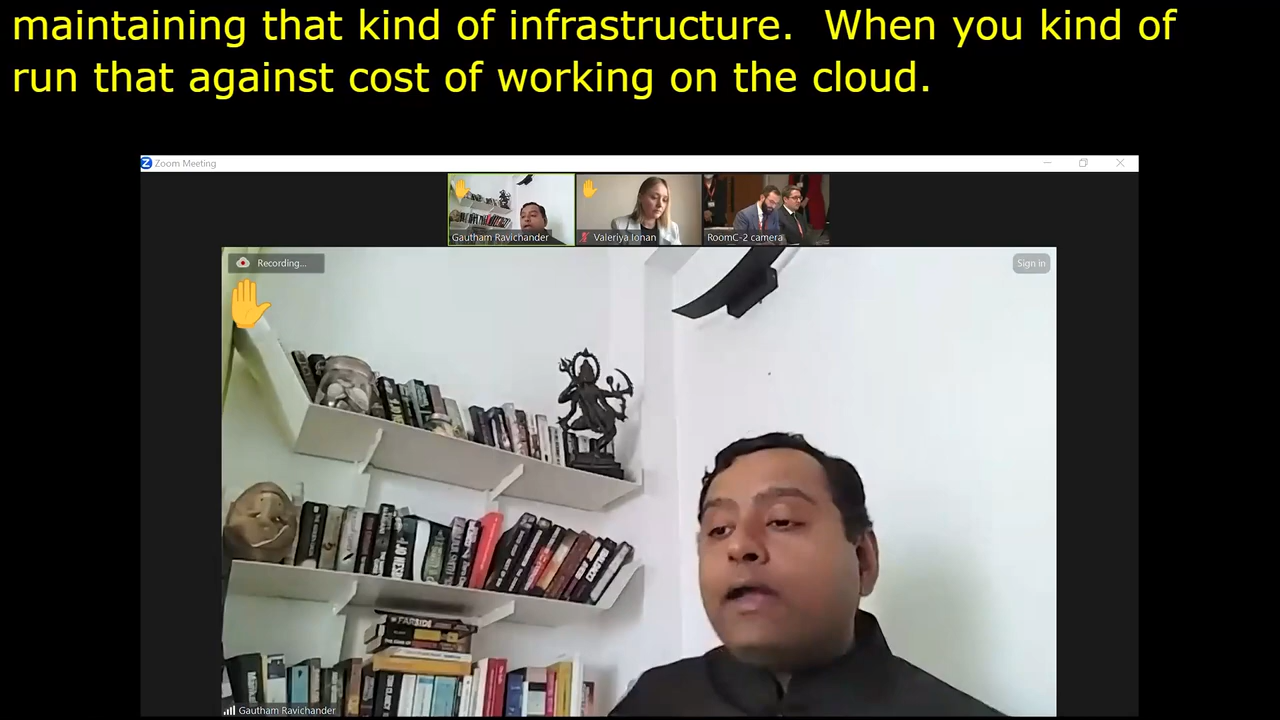 maintaining that kind of infrastructure.  When you kind of
run that against cost of working on the cloud.
Zoom Meeting
Gautham Ravichander
Valeriya Ionan
RoomC-2 camera
Recording...
Sign in
FARSIDE
Gautham Ravichander